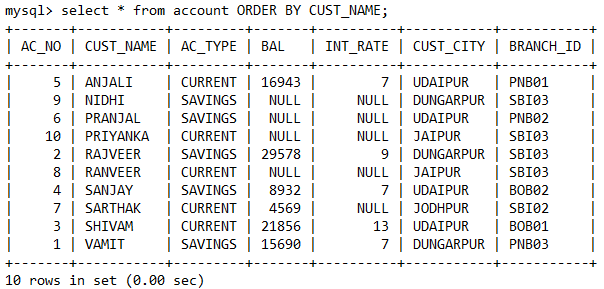 mysql> select * from account ORDER BY CUST_NAME;
+-------+-----------+---------+-------+----------+-----------+-----------+
| AC_NO | CUST_NAME | AC_TYPE | BAL   | INT_RATE | CUST_CITY | BRANCH_ID |
+-------+-----------+---------+-------+----------+-----------+-----------+
|     5 | ANJALI    | CURRENT | 16943 |        7 | UDAIPUR   | PNB01     |
|     9 | NIDHI     | SAVINGS |  NULL |     NULL | DUNGARPUR | SBI03     |
|     6 | PRANJAL   | SAVINGS |  NULL |     NULL | UDAIPUR   | PNB02     |
|    10 | PRIYANKA  | CURRENT |  NULL |     NULL | JAIPUR    | SBI03     |
|     2 | RAJVEER   | SAVINGS | 29578 |        9 | DUNGARPUR | SBI03     |
|     8 | RANVEER   | CURRENT |  NULL |     NULL | JAIPUR    | SBI03     |
|     4 | SANJAY    | SAVINGS |  8932 |        7 | UDAIPUR   | BOB02     |
|     7 | SARTHAK   | CURRENT |  4569 |     NULL | JODHPUR   | SBI02     |
|     3 | SHIVAM    | CURRENT | 21856 |       13 | UDAIPUR   | BOB01     |
|     1 | VAMIT     | SAVINGS | 15690 |        7 | DUNGARPUR | PNB03     |
+-------+-----------+---------+-------+----------+-----------+-----------+
10 rows in set (0.00 sec)